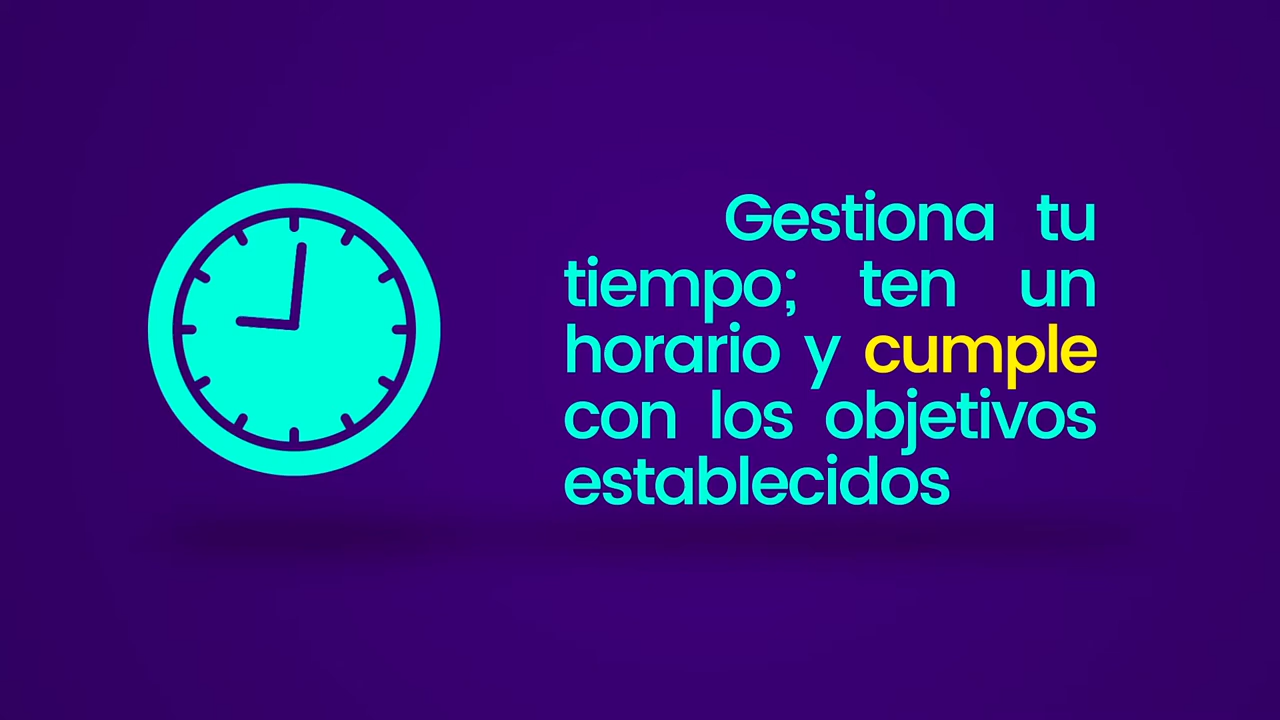 Gestiona tu
tiempo; ten un
horario y cumple
con los objetivos
establecidos